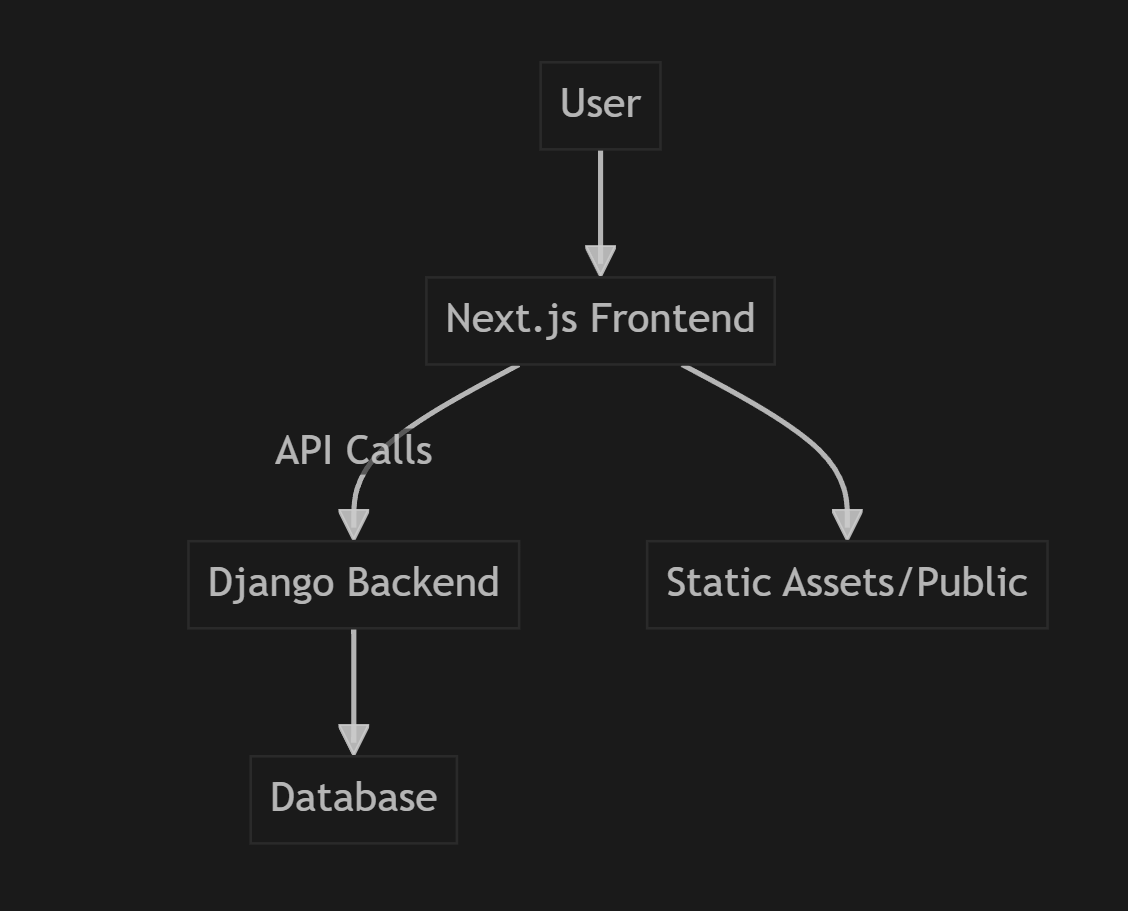 User
Next.js Frontend
API Calls
Django Backend
Static Assets/Public
Database